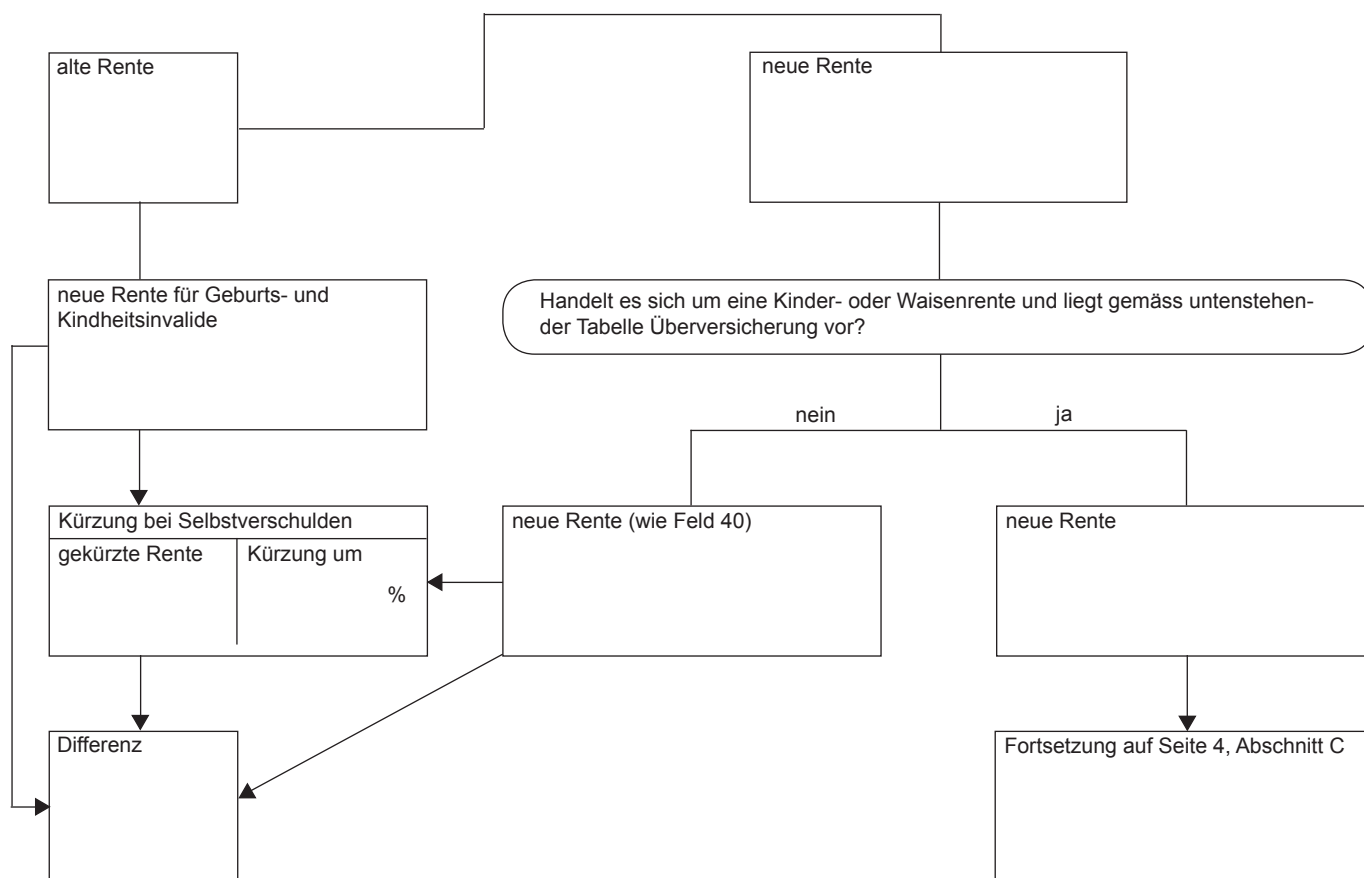 alte Rente
neue Rente
neue Rente für Geburts- und
Kindheitsinvalide
Handelt es sich um eine Kinder- oder Waisenrente und liegt gemäss untenstehen-
der Tabelle Überversicherung vor?
nein
ja
Kürzung bei Selbstverschulden
gekürzte Rente
Kürzung um
%
neue Rente (wie Feld 40)
neue Rente
Differenz
Fortsetzung auf Seite 4, Abschnitt C